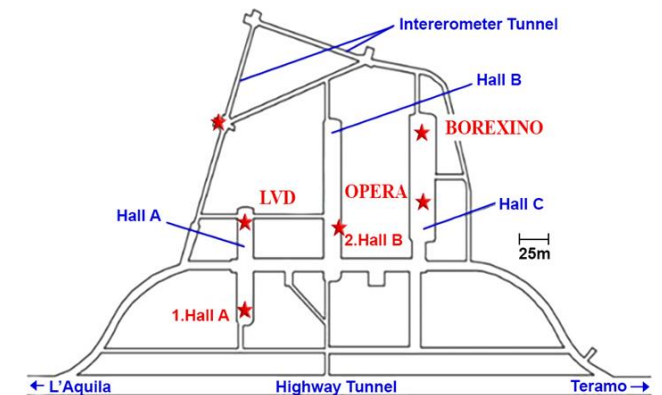 Intererometer Tunnel
Hall B
BOREXINO
LVD
OPERA
Hall A
Hall C
2.Hall B
25m
1.Hall A
← L'Aquila
Highway Tunnel
Teramo →